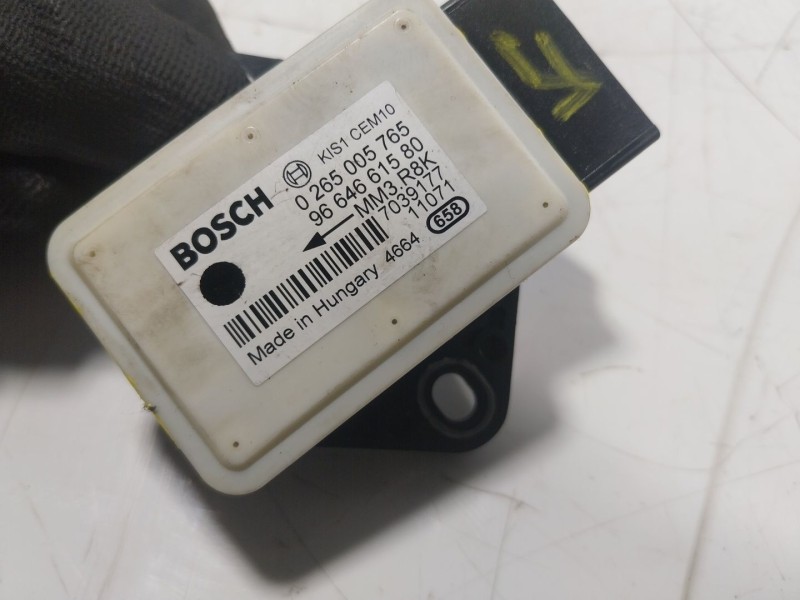 BOSCH KIS1 CEM10
0 265 005 765
96 646 615 80
MM3.R8K
7039177
11071
658
Made in Hungary 4664